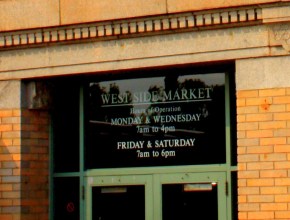 WEST SIDE MARKET
Hours of Operation
MONDAY & WEDNESDAY
7am to 4pm
FRIDAY & SATURDAY
7am to 6pm